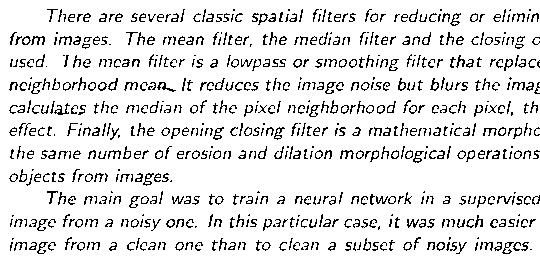 There are several classic spatial filters for reducing or elimin
from images. The mean filter, the median filter and the closing o
used. The mean filter is a lowpass or smoothing filter that replace
neighborhood mean. It reduces the image noise but blurs the imag
calculates the median of the pixel neighborhood for each pixel, th
effect. Finally, the opening closing filter is a mathematical morpho
the same number of erosion and dilation morphological operations
objects from images.
The main goal was to train a neural network in a supervised
image from a noisy one. In this particular case, it was much easier
image from a clean one than to clean a subset of noisy images.